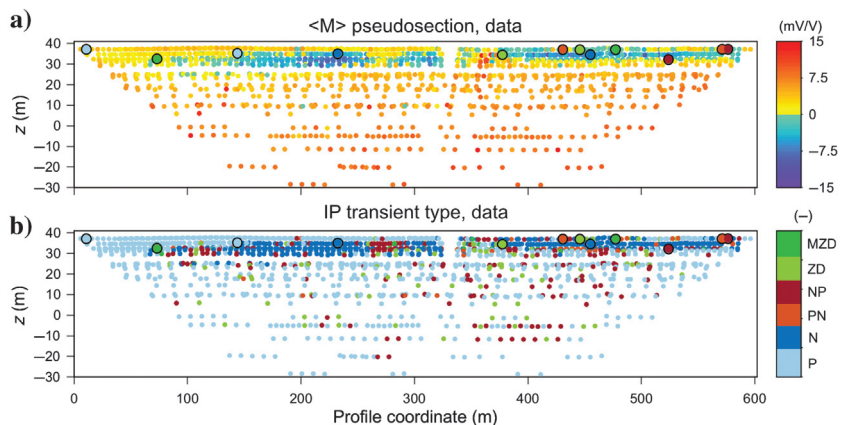 a)
<M> pseudosection, data
(mV/V)
40
30
20
10
0
−10
−20
−30
z (m)
15
7.5
0
−7.5
−15
b)
IP transient type, data
(−)
40
30
20
10
0
−10
−20
−30
z (m)
MZD
ZD
NP
PN
N
P
0 100 200 300 400 500 600
Profile coordinate (m)